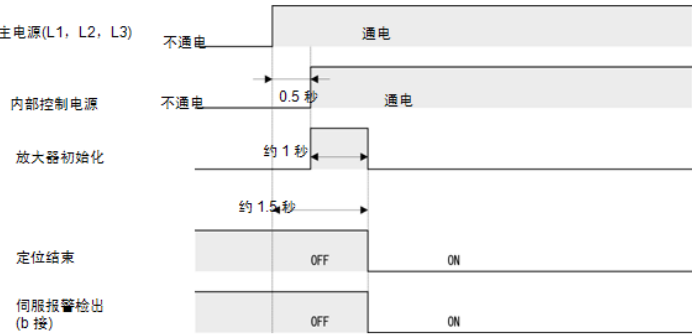 主电源(L1，L2，L3)
不通电
通电
0.5 秒
内部控制电源
不通电
通电
约 1 秒
放大器初始化
约 1.5 秒
定位结束
OFF
ON
伺服报警检出
(b 接)
OFF
ON